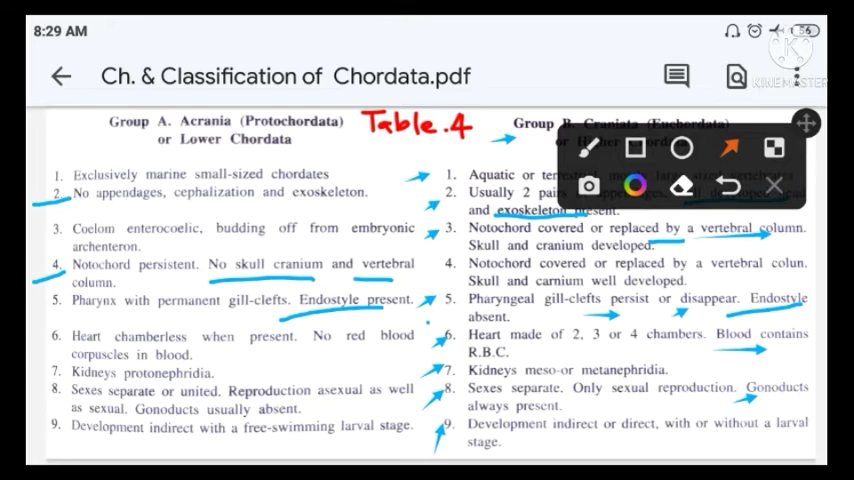 8:29 AM
56
KINEMASTER
Ch. & Classification of Chordata.pdf
Group A. Acrania (Protochordata)
or Lower Chordata
Table.4
1. Exclusively marine small-sized chordates
2. No appendages, cephalization and exoskeleton.
3. Coelom enterocoelic, budding off from embryonic
archenteron.
4. Notochord persistent. No skull cranium and vertebral
column.
5. Pharynx with permanent gill-clefts. Endostyle present.
6. Heart chamberless when present. No red blood
corpuscles in blood.
7. Kidneys protonephridia.
8. Sexes separate or united. Reproduction asexual as well
as sexual. Gonoducts usually absent.
9. Development indirect with a free-swimming larval stage.
Group B. Craniata (Euchordata)
1. Aquatic or
2. Usually 2 pairs
and exoskeleton present.
3. Notochord covered or replaced by a vertebral column.
Skull and cranium developed.
4. Notochord covered or replaced by a vertebral colun.
Skull and carnium well developed.
5. Pharyngeal gill-clefts persist or disappear. Endostyle
absent.
6. Heart made of 2, 3 or 4 chambers. Blood contains
R.B.C.
7. Kidneys meso-or metanephridia.
8. Sexes separate. Only sexual reproduction. Gonoducts
always present.
9. Development indirect or direct, with or without a larval
stage.